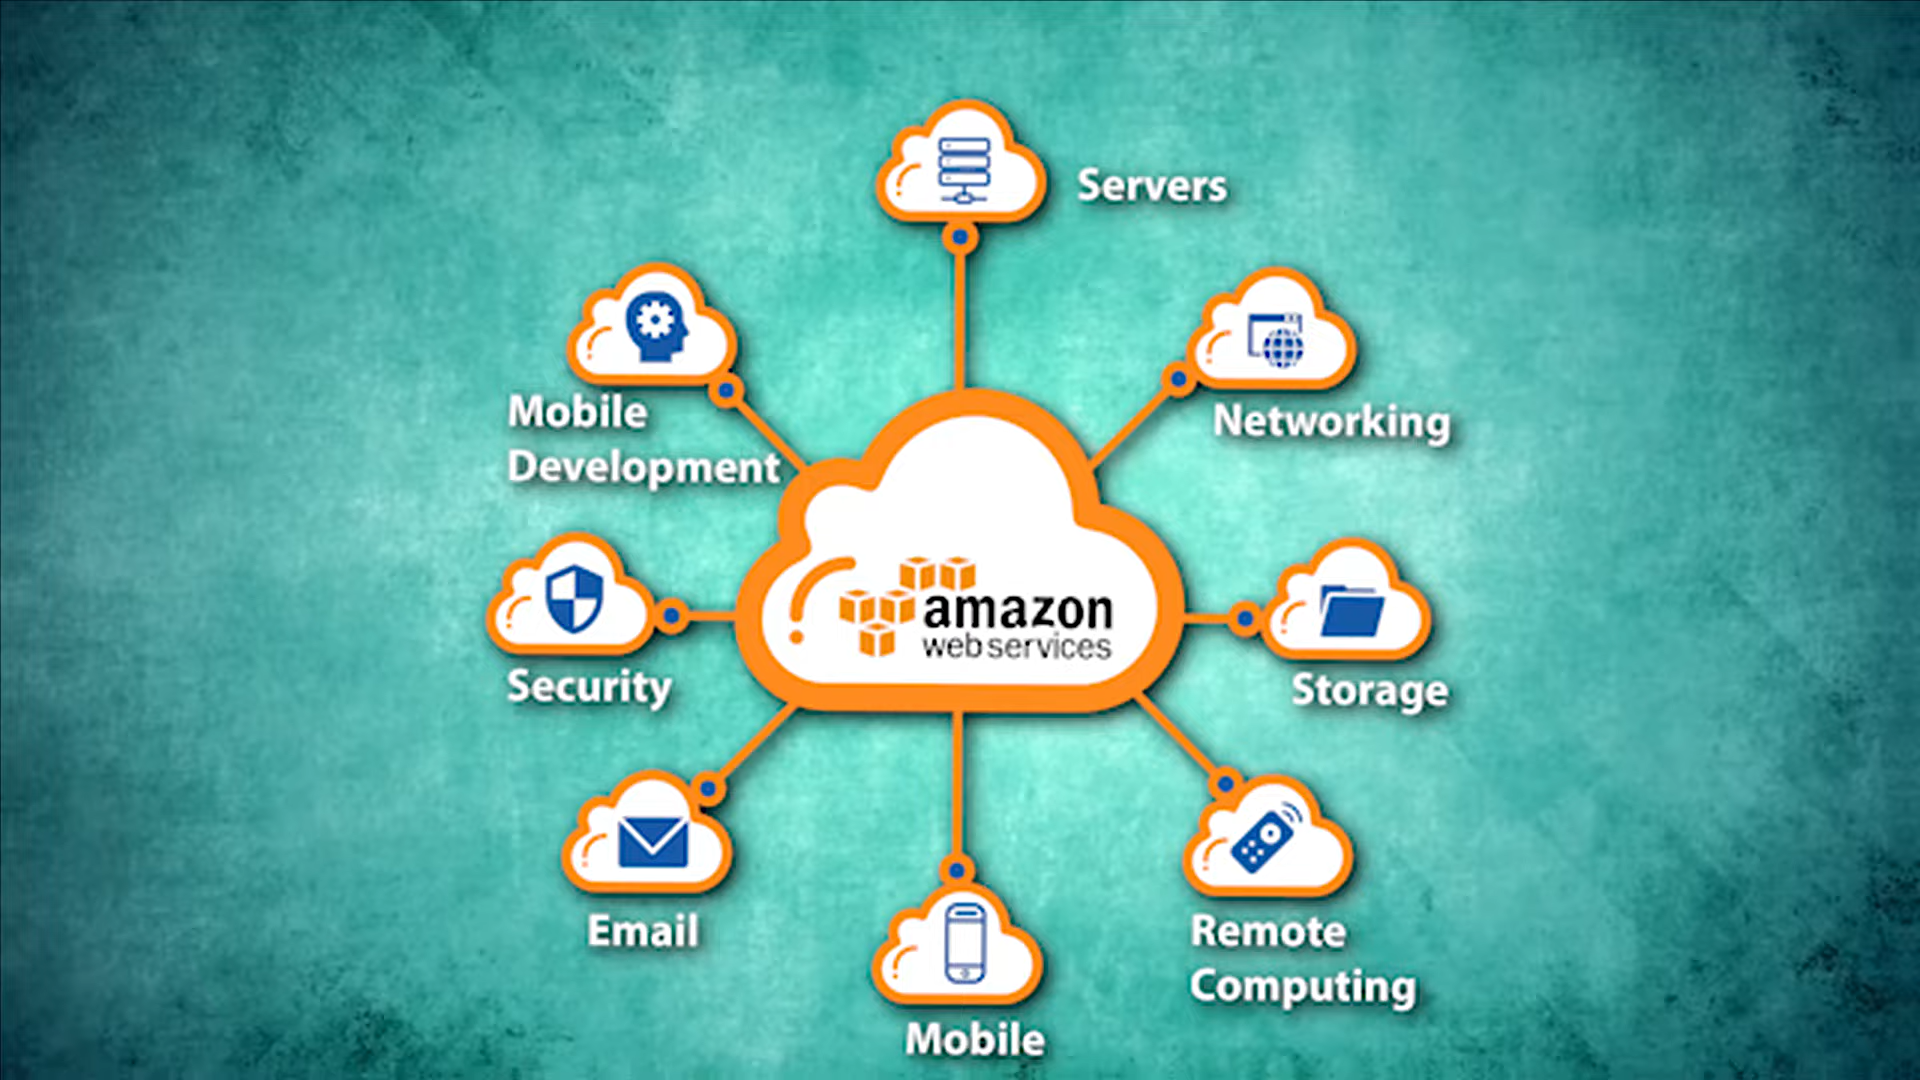 Servers
Networking
Mobile
Development
amazon
web services
Security
Storage
Email
Remote
Computing
Mobile